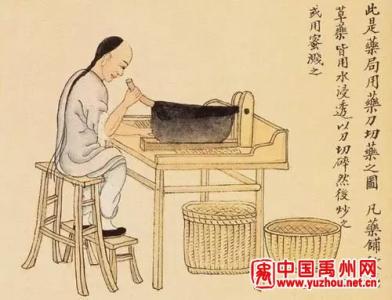 此是藥局用藥刀切藥之圖 凡藥鋪
草藥皆用水浸透以刀切碎然後炒之
或用蜜濺之
中国禹州网
www.yuzhou.net.cn